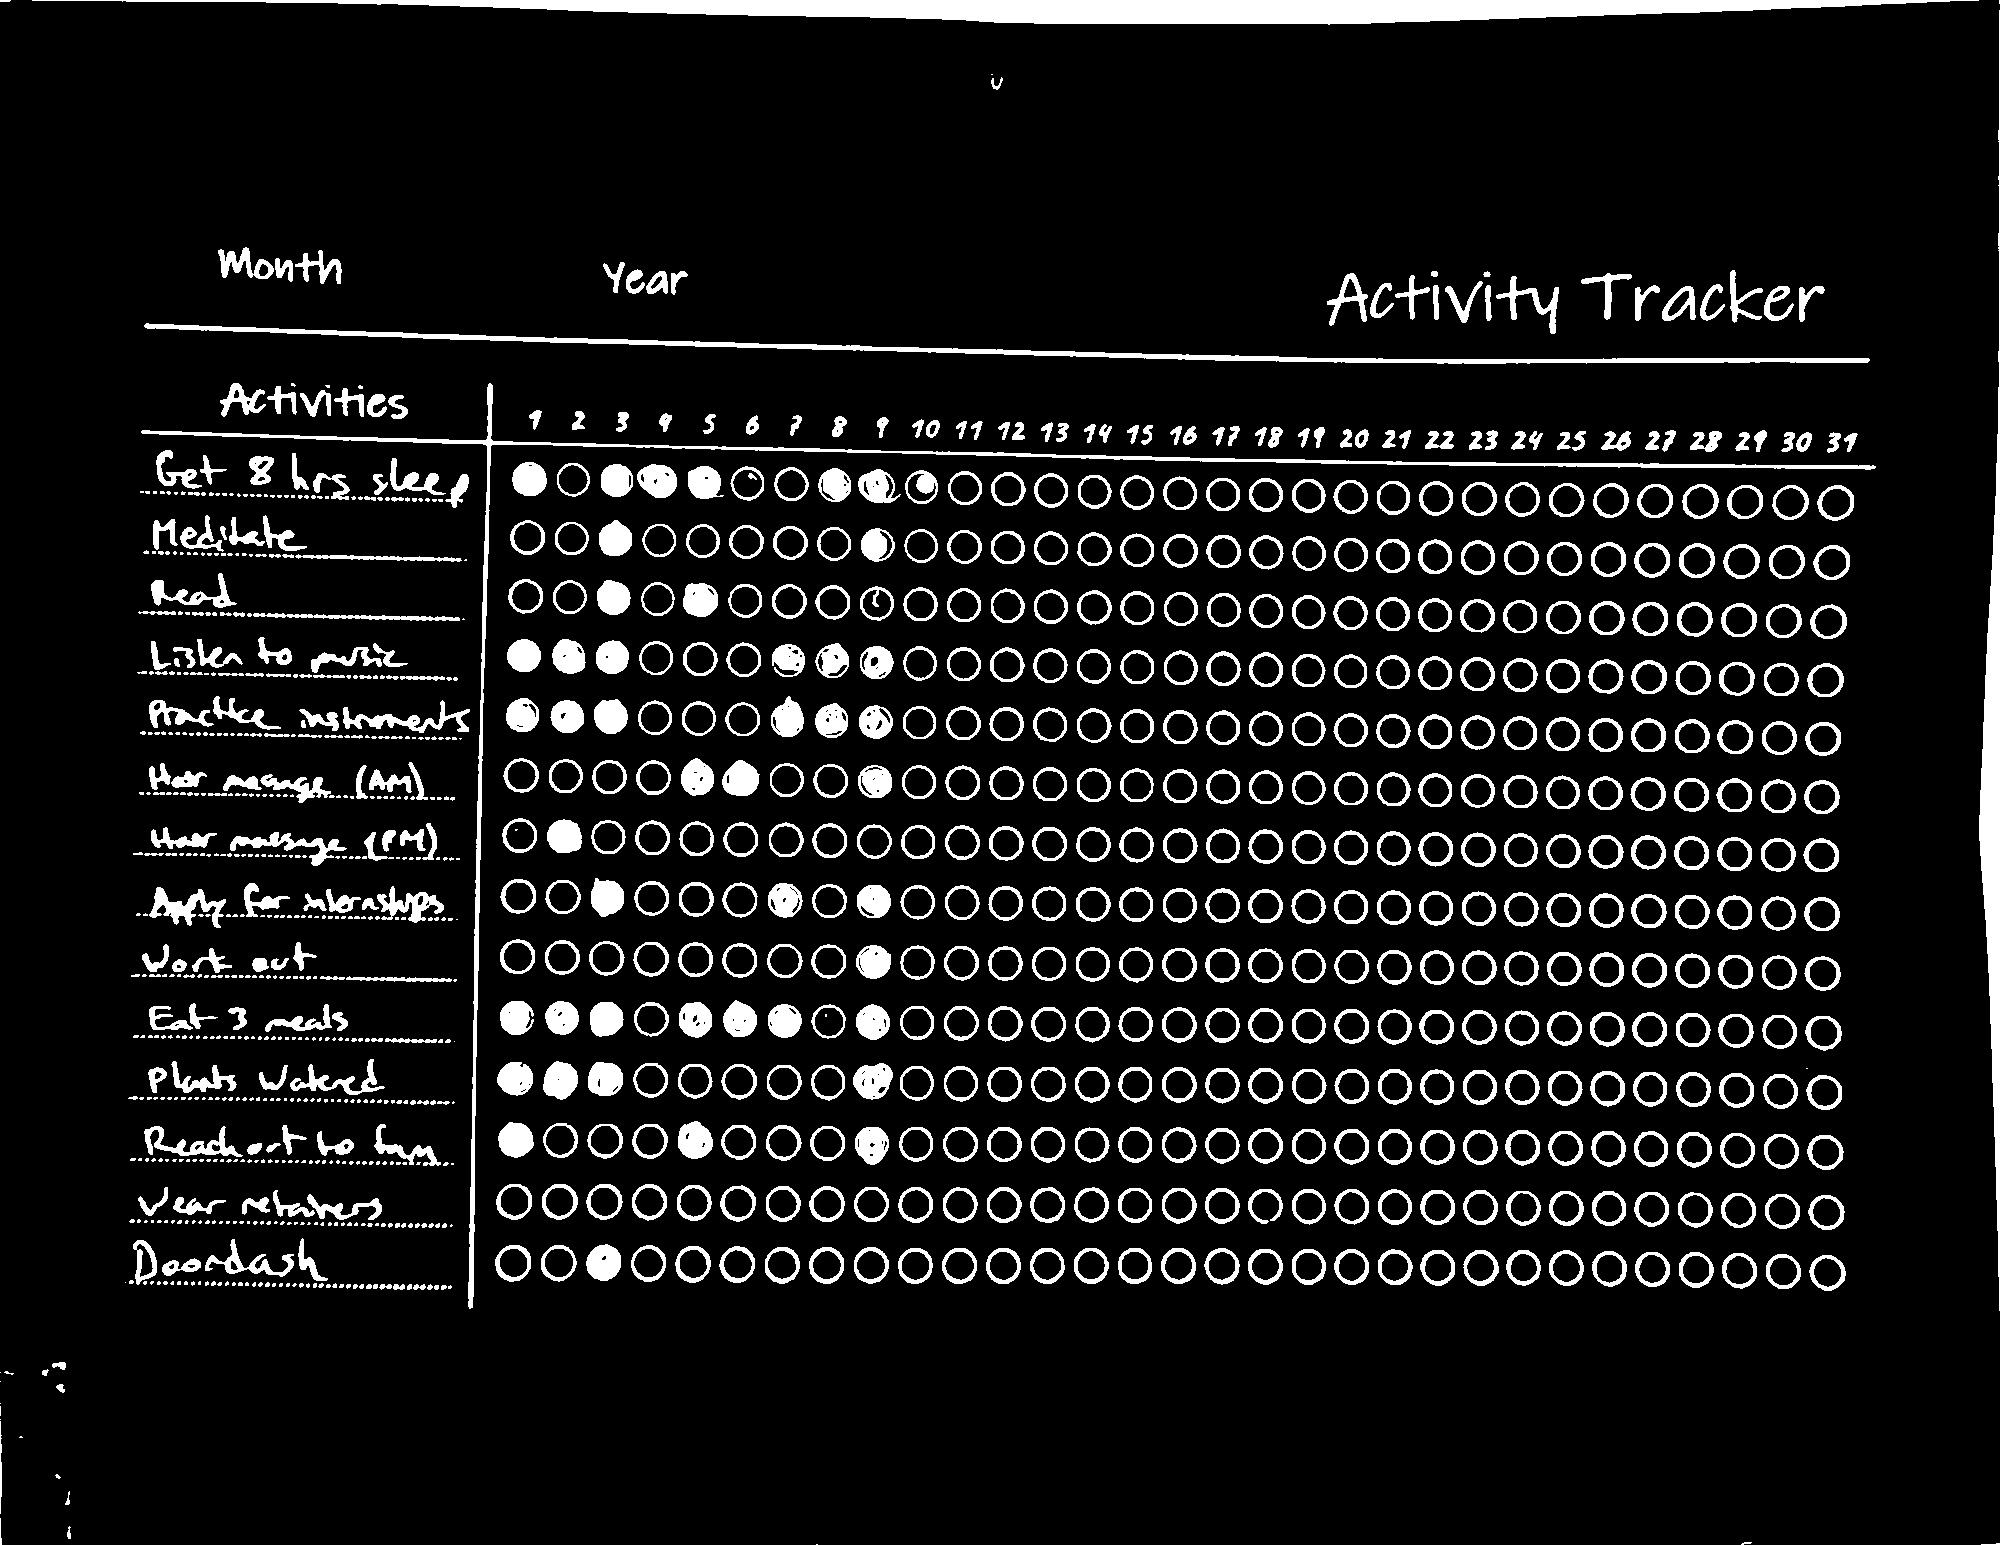 Month Year Activity Tracker
Activities 1 2 3 4 5 6 7 8 9 10 11 12 13 14 15 16 17 18 19 20 21 22 23 24 25 26 27 28 29 30 31
Get 8 hrs sleep
Meditate
Read
Listen to music
Practice instruments
Hair massage (AM)
Hair massage (PM)
Apply for internships
Work out
Eat 3 meals
Plants Watered
Reach out to fam
Wear retainers
Doordash